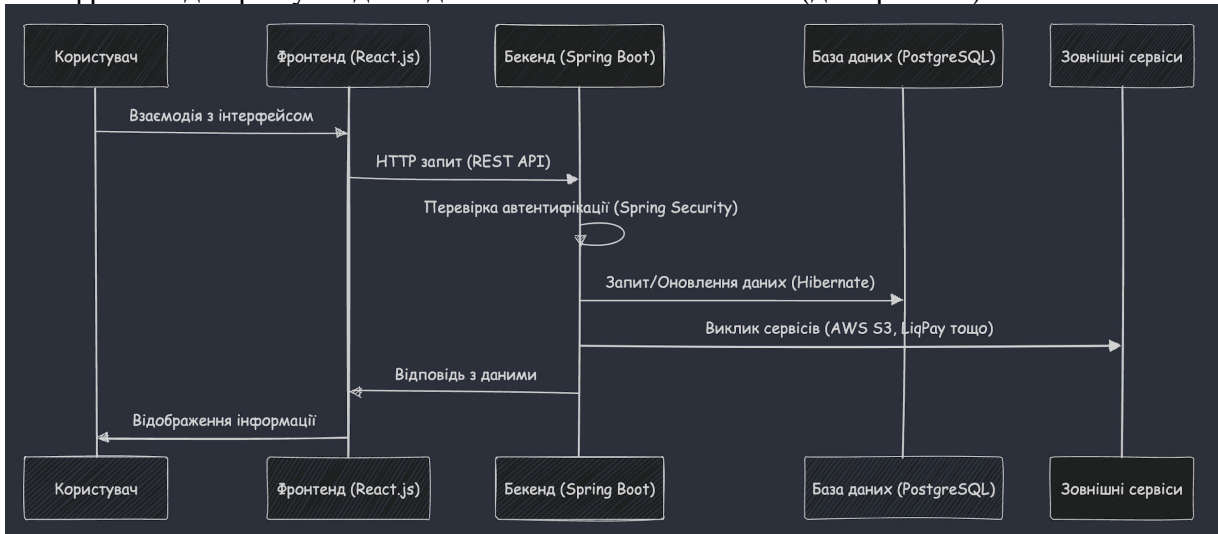 Користувач
Фронтенд (React.js)
Бекенд (Spring Boot)
База даних (PostgreSQL)
Зовнішні сервіси
Взаємодія з інтерфейсом
HTTP запит (REST API)
Перевірка автентифікації (Spring Security)
Запит/Оновлення даних (Hibernate)
Виклик сервісів (AWS S3, LiqPay тощо)
Відповідь з даними
Відображення інформації
Користувач
Фронтенд (React.js)
Бекенд (Spring Boot)
База даних (PostgreSQL)
Зовнішні сервіси